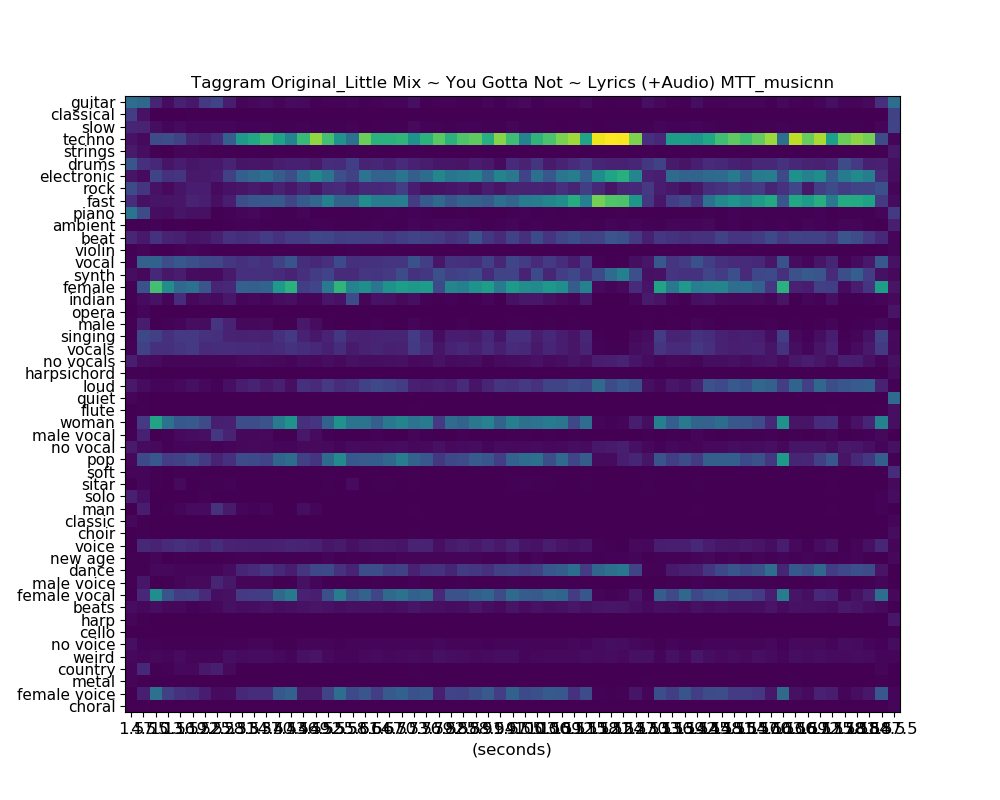 Taggram Original_Little Mix ~ You Gotta Not ~ Lyrics (+Audio) MTT_musicnn
guitar
classical
slow
techno
strings
drums
electronic
rock
fast
piano
ambient
beat
violin
vocal
synth
female
indian
opera
male
singing
vocals
no vocals
harpsichord
loud
quiet
flute
woman
male vocal
no vocal
pop
soft
sitar
solo
man
classic
choir
voice
new age
dance
male voice
female vocal
beats
harp
cello
no voice
weird
country
metal
female voice
choral
(seconds)